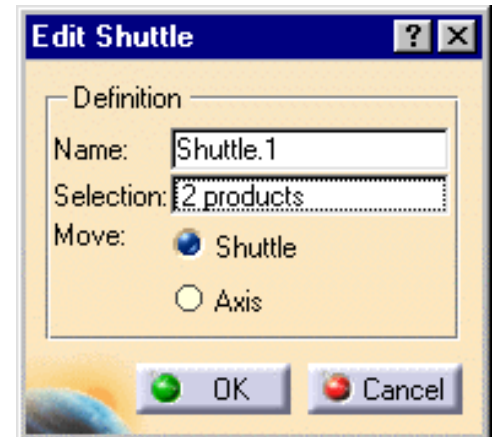 Edit Shuttle ?
Definition
Name: Shuttle.1
Selection: 2 products
Move: Shuttle
Axis
OK Cancel